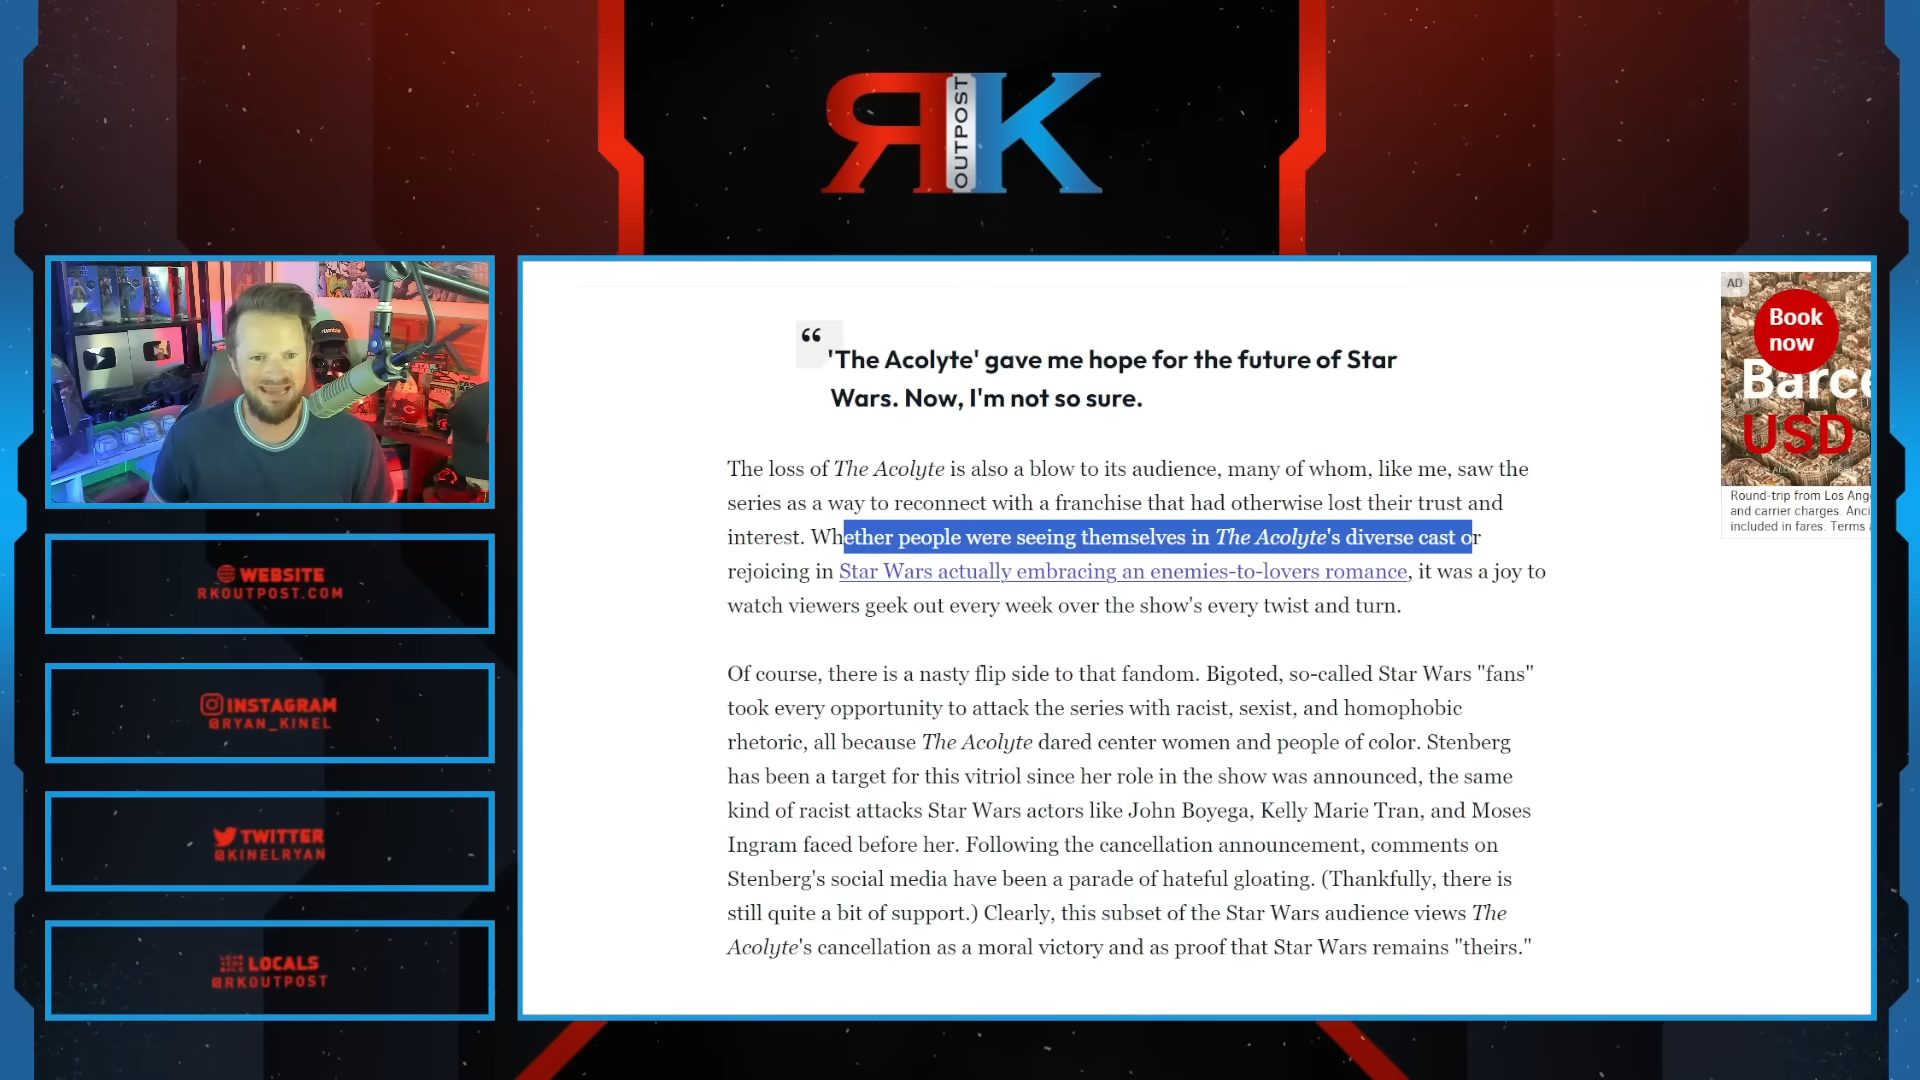 RK
OUTPOST
WEBSITE
RKOUTPOST.COM
INSTAGRAM
@RYAN_KINEL
TWITTER
@KINELRYAN
LOCALS
@RKOUTPOST
“
'The Acolyte' gave me hope for the future of Star
Wars. Now, I'm not so sure.
The loss of The Acolyte is also a blow to its audience, many of whom, like me, saw the
series as a way to reconnect with a franchise that had otherwise lost their trust and
interest. Whether people were seeing themselves in The Acolyte's diverse cast or
rejoicing in Star Wars actually embracing an enemies-to-lovers romance, it was a joy to
watch viewers geek out every week over the show's every twist and turn.
Of course, there is a nasty flip side to that fandom. Bigoted, so-called Star Wars "fans"
took every opportunity to attack the series with racist, sexist, and homophobic
rhetoric, all because The Acolyte dared center women and people of color. Stenberg
has been a target for this vitriol since her role in the show was announced, the same
kind of racist attacks Star Wars actors like John Boyega, Kelly Marie Tran, and Moses
Ingram faced before her. Following the cancellation announcement, comments on
Stenberg's social media have been a parade of hateful gloating. (Thankfully, there is
still quite a bit of support.) Clearly, this subset of the Star Wars audience views The
Acolyte's cancellation as a moral victory and as proof that Star Wars remains "theirs."
AD
Book
now
Barce
USD
Round-trip from Los Ang
and carrier charges. Anci
included in fares. Terms